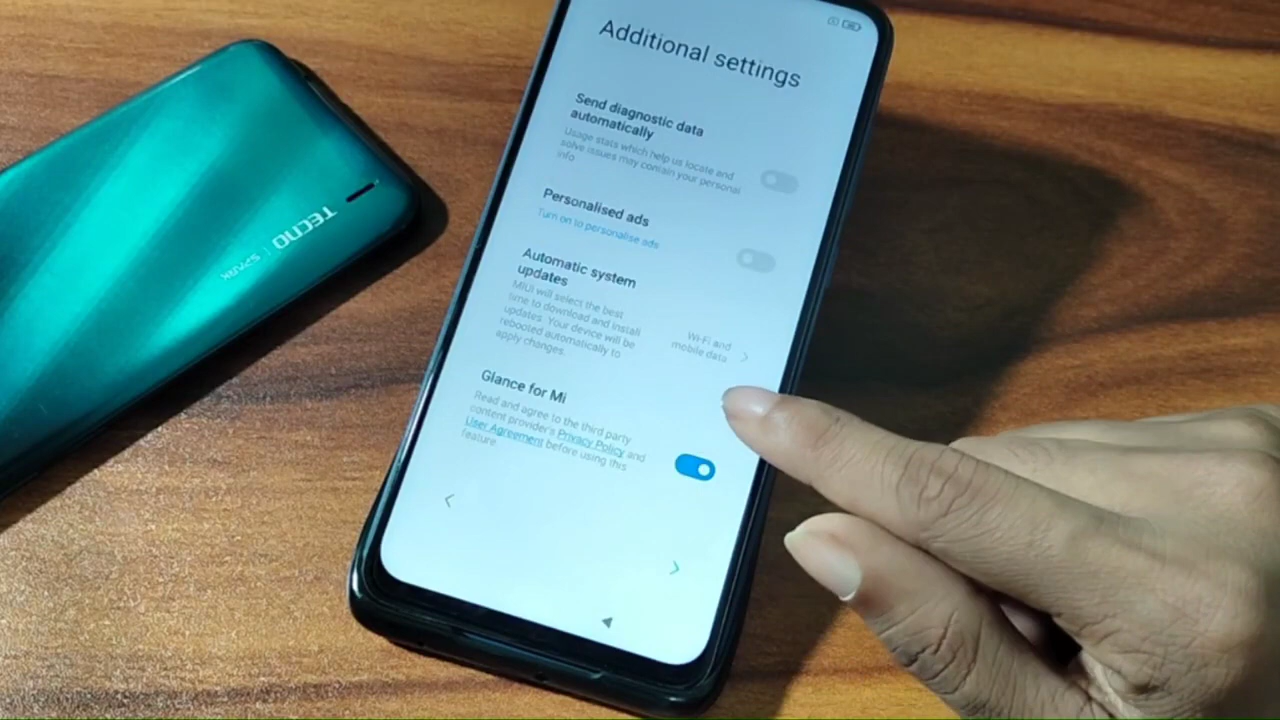 Additional settings
Send diagnostic data
automatically
Usage stats which help us locate and
solve issues may contain your personal
info
Personalised ads
Turn on to personalise ads
Automatic system
updates
MIUI will select the best
time to download and install
updates. Your device will be
rebooted automatically to
apply changes.
Wi-Fi and
mobile data
Glance for Mi
Read and agree to the third party
content provider's Privacy Policy and
User Agreement before using this
feature
TECNO
SPARK